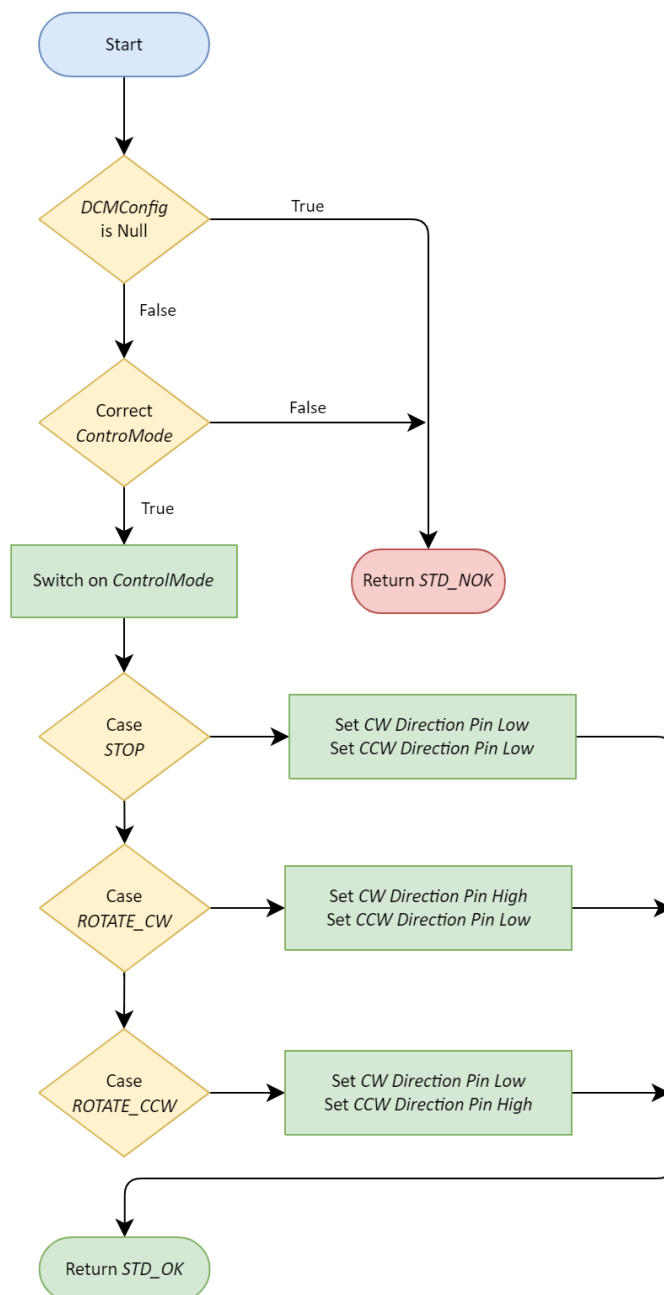 Start
DCMConfig
is Null
True
False
Correct
ControMode
False
True
Switch on ControlMode
Return STD_NOK
Case
STOP
Set CW Direction Pin Low
Set CCW Direction Pin Low
Case
ROTATE_CW
Set CW Direction Pin High
Set CCW Direction Pin Low
Case
ROTATE_CCW
Set CW Direction Pin Low
Set CCW Direction Pin High
Return STD_OK